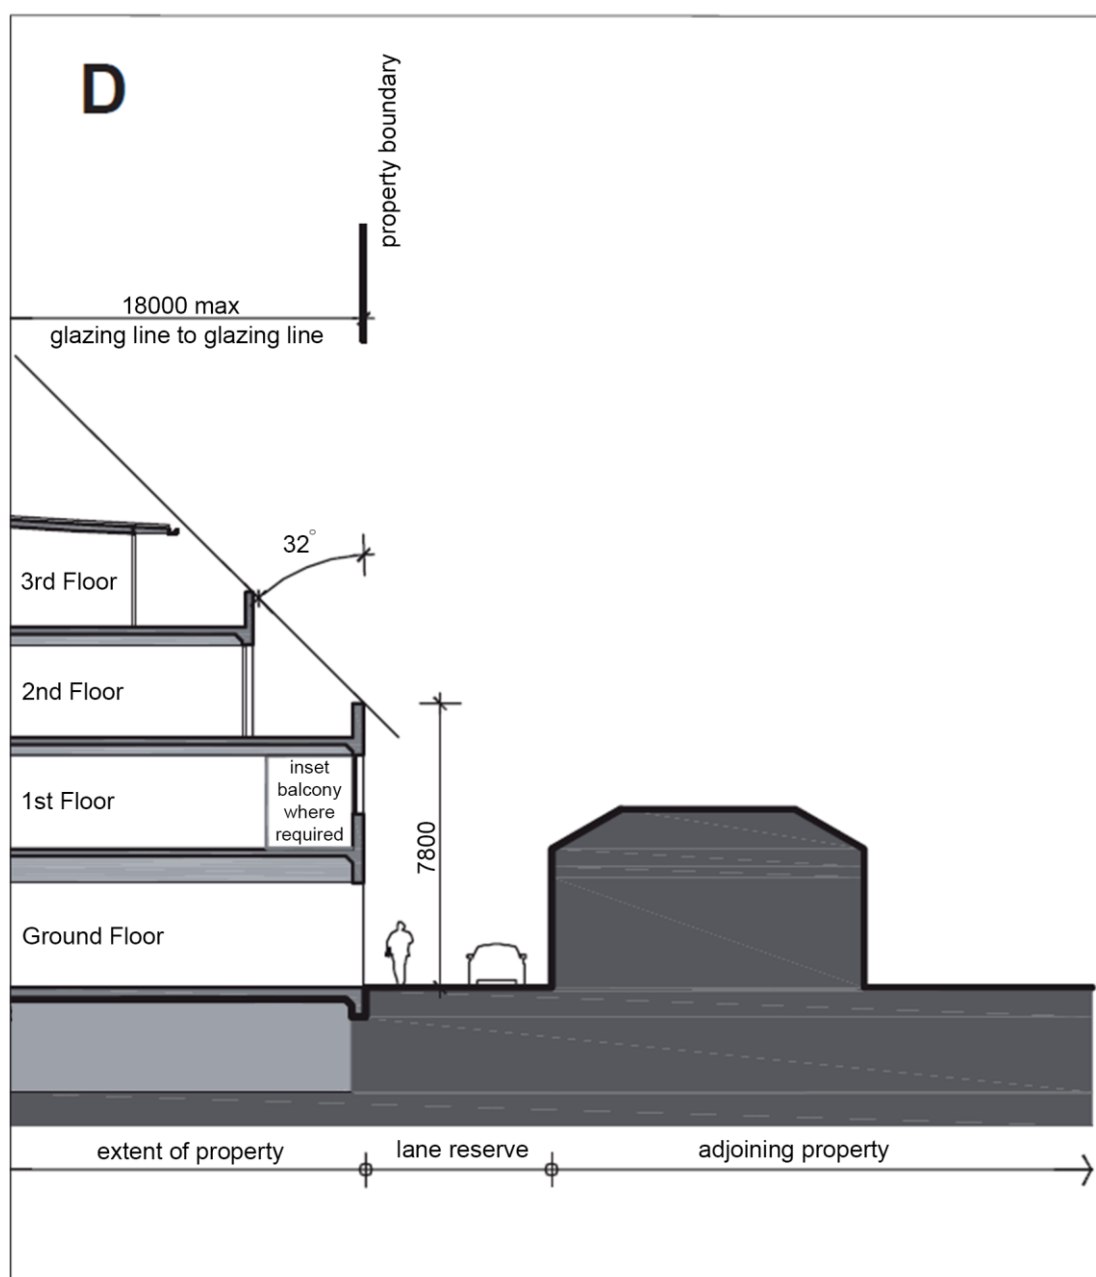 D
property boundary
18000 max
glazing line to glazing line
32°
3rd Floor
2nd Floor
1st Floor
inset
balcony
where
required
7800
Ground Floor
extent of property
lane reserve
adjoining property